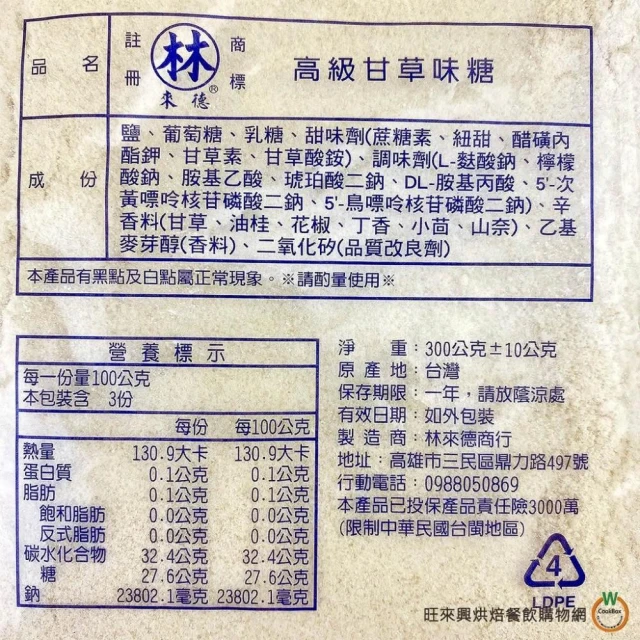 品名
註冊 林 商標
來德®
高級甘草味糖
成份
鹽、葡萄糖、乳糖、甜味劑(蔗糖素、紐甜、醋磺內
酯鉀、甘草素、甘草酸銨)、調味劑(L-麩酸鈉、檸檬
酸鈉、胺基乙酸、琥珀酸二鈉、DL-胺基丙酸、5'-次
黃嘌呤核苷磷酸二鈉、5'-鳥嘌呤核苷磷酸二鈉)、辛
香料(甘草、油桂、花椒、丁香、小茴、山奈)、乙基
麥芽醇(香料)、二氧化矽(品質改良劑)
本產品有黑點及白點屬正常現象。※請酌量使用※
營養標示
每一份量100公克
本包裝含 3份
每份 每100公克
熱量 130.9大卡 130.9大卡
蛋白質 0.1公克 0.1公克
脂肪 0.1公克 0.1公克
飽和脂肪 0.0公克 0.0公克
反式脂肪 0.0公克 0.0公克
碳水化合物 32.4公克 32.4公克
糖 27.6公克 27.6公克
鈉 23802.1毫克 23802.1毫克
淨重:300公克±10公克
原產地:台灣
保存期限:一年,請放蔭涼處
有效日期:如外包裝
製造商:林來德商行
地址:高雄市三民區鼎力路497號
行動電話:0988050869
本產品已投保產品責任險3000萬
(限制中華民國台閩地區)
4
LDPE
旺來興烘焙餐飲購物網
W
CookBox